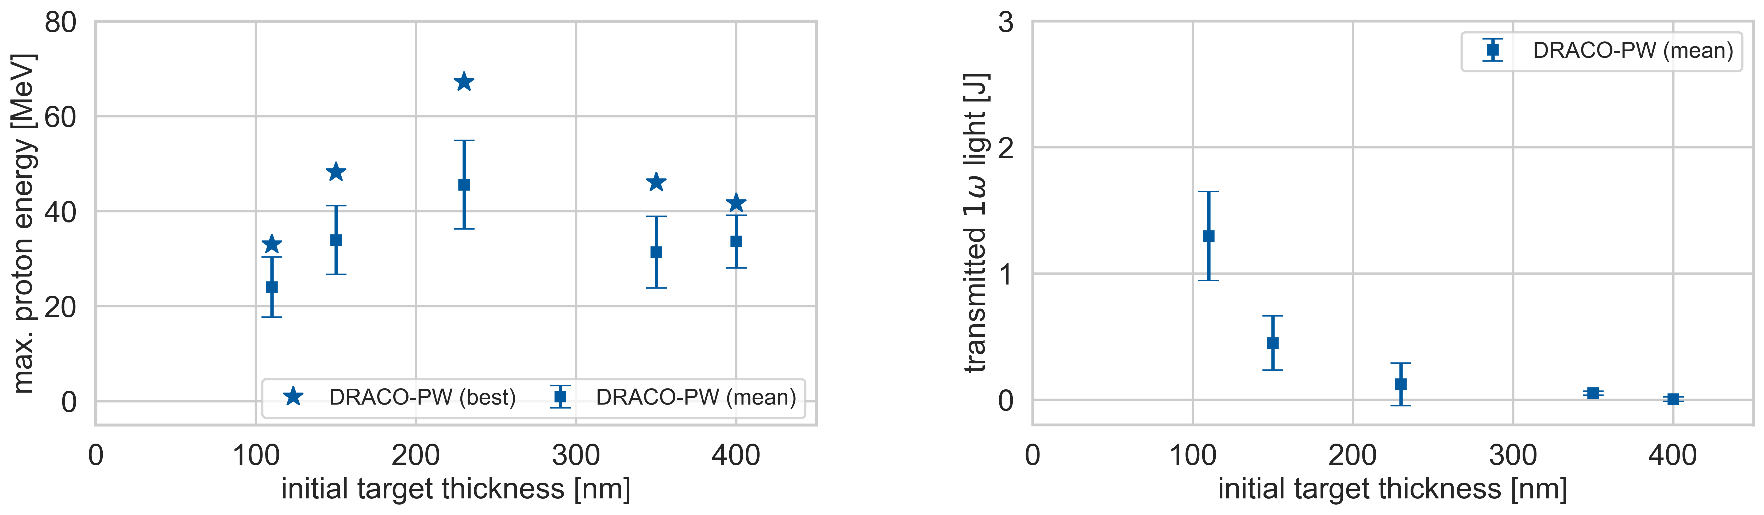 max. proton energy [MeV]
80
60
40
20
0
DRACO-PW (best)
DRACO-PW (mean)
0 100 200 300 400
initial target thickness [nm]
transmitted 1ω light [J]
3
2
1
0
DRACO-PW (mean)
0 100 200 300 400
initial target thickness [nm]